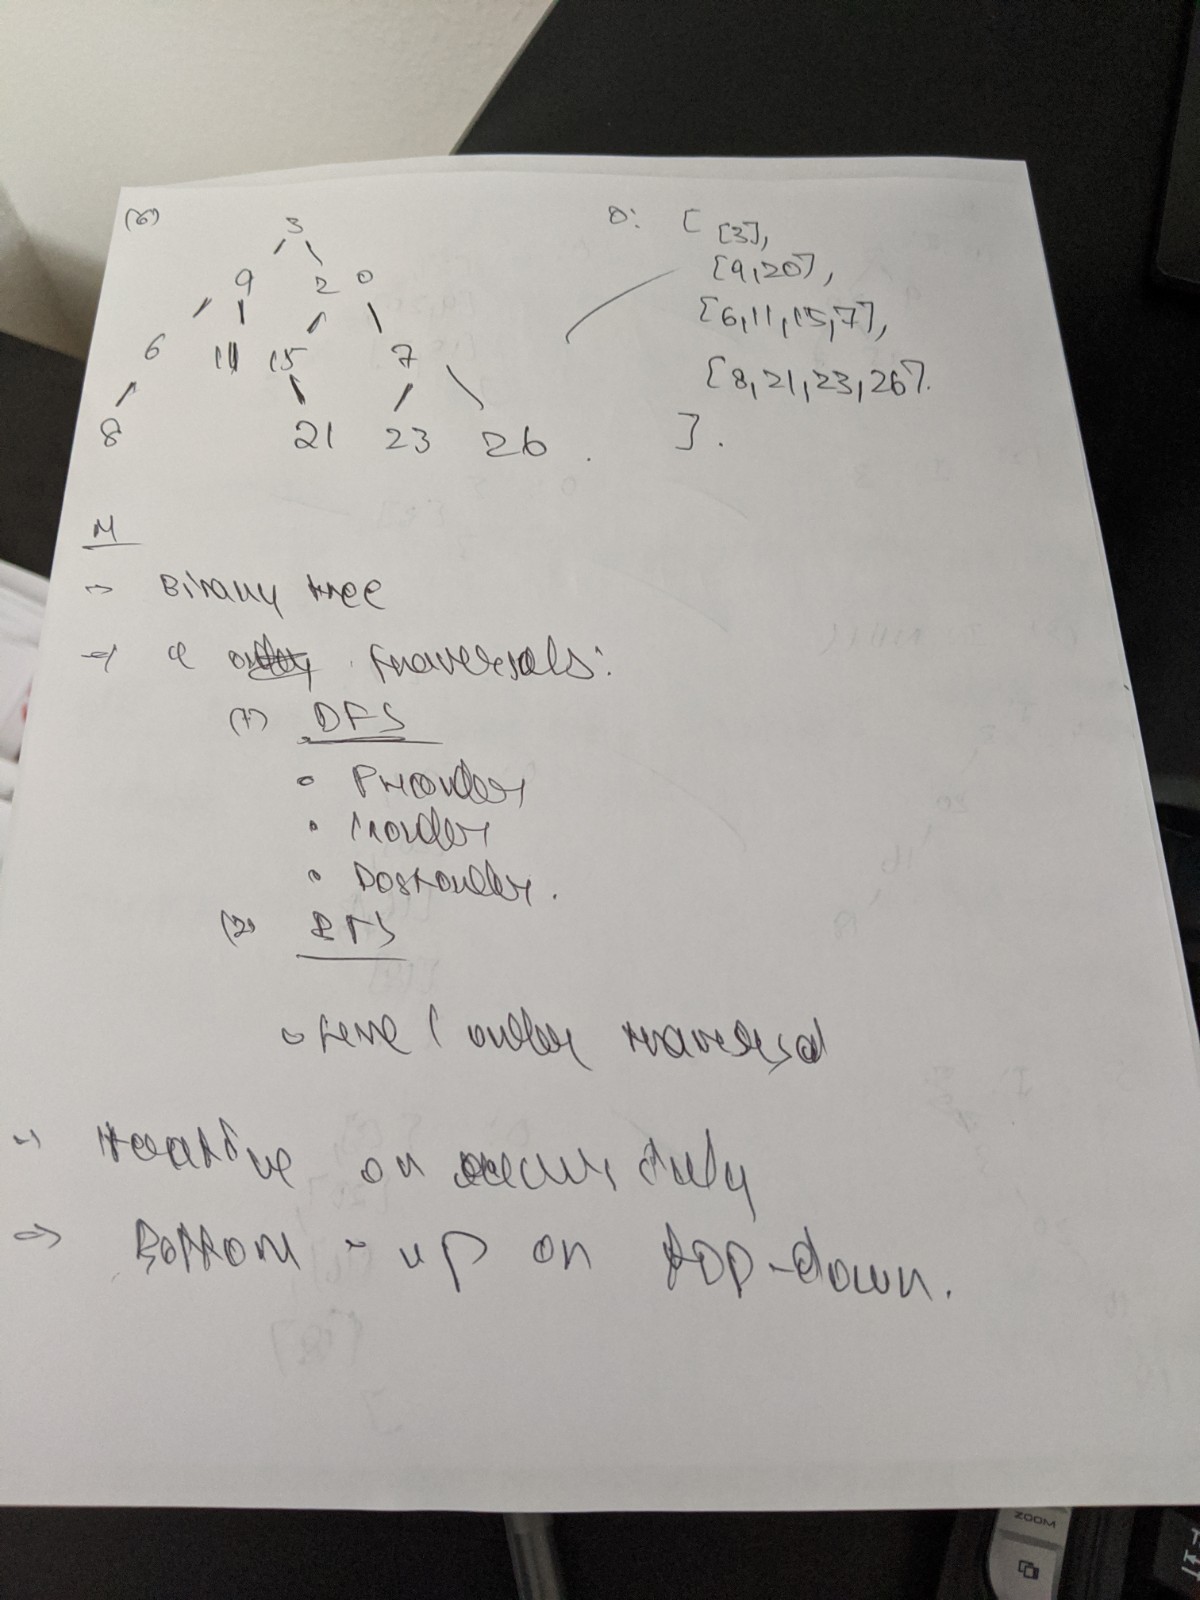 (6)
3
9 20
6 11 15 7
8 21 23 26 .
O: [ [3],
[9,20],
[6,11,15,7],
[8,21,23,26].
].
M
→ Binary tree
→ traversals:
(1) DFS
• Preorder
• Inorder
• Postorder.
(2) BFS
• Level order traversal
→ Iterative or recursively
⇒ Bottom-up or top-down.
ZOOM